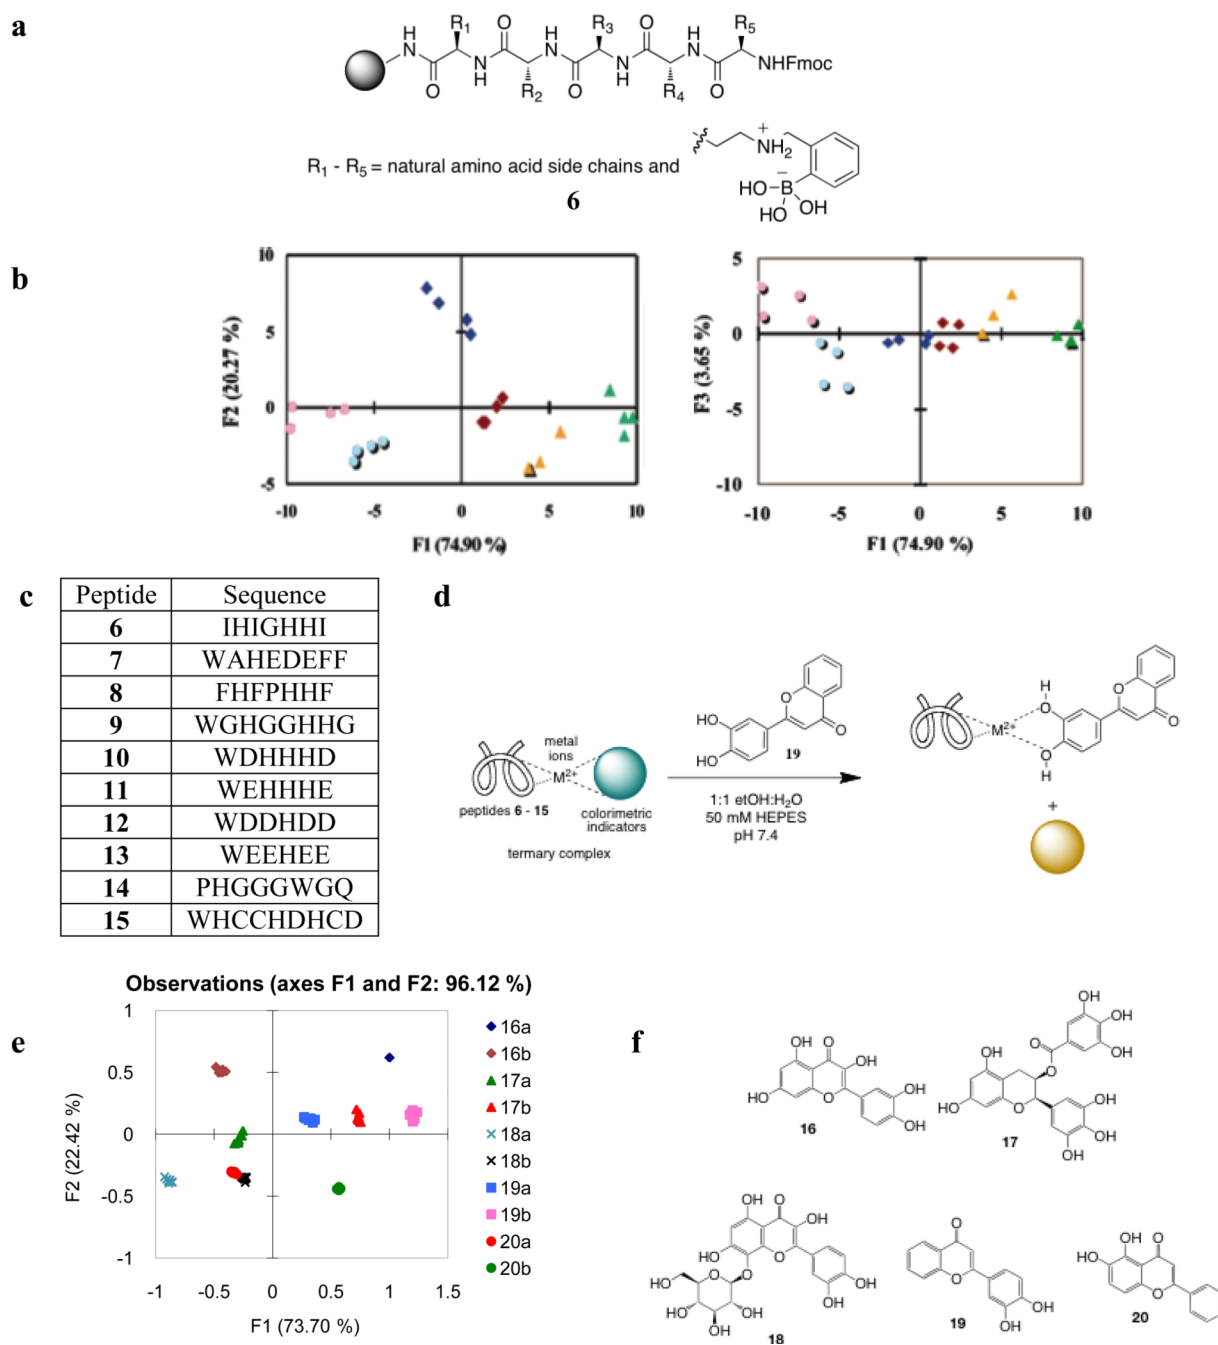 a
R1
R3
R5
H
O
H
O
H
N
N
N
NHFmoc
N
N
O
H
R2
O
H
R4
O
R1 - R5 = natural amino acid side chains and
+
NH2
−
HO
B
HO
OH
6
b
10
5
0
-5
-10
-5
0
5
10
F2 (20.27 %)
F1 (74.90 %)
5
0
-5
-10
-10
-5
0
5
10
F3 (3.65 %)
F1 (74.90 %)
c
Peptide Sequence
6 IHIGHHI
7 WAHEDEFF
8 FHFPHHF
9 WGHGGHHG
10 WDHHHD
11 WEHHHE
12 WDDHDD
13 WEEHEE
14 PHGGGWGQ
15 WHCCHDHCD
d
metal
ions
M2+
peptides 6 - 15
colorimetric
indicators
ternary complex
O
HO
O
HO
19
1:1 etOH:H2O
50 mM HEPES
pH 7.4
H
O
O
O
M2+
O
H
+
e
Observations (axes F1 and F2: 96.12 %)
1
0.5
0
-0.5
-1
-1
-0.5
0
0.5
1
1.5
F2 (22.42 %)
F1 (73.70 %)
16a
16b
17a
17b
18a
18b
19a
19b
20a
20b
f
OH
O
OH
HO
O
OH
OH
16
OH
OH
O
OH
OH
O
HO
O
OH
OH
OH
17
OH
O
OH
HO
O
HO
O
OH
O
OH
HO
OH
OH
18
O
O
OH
OH
19
OH
O
HO
O
20